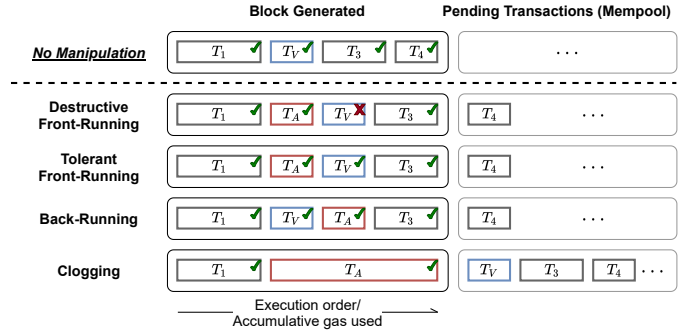 Block Generated Pending Transactions (Mempool)
No Manipulation T1 TV T3 T4 ···
Destructive
Front-Running T1 TA TV T3 T4 ···
Tolerant
Front-Running T1 TA TV T3 T4 ···
Back-Running T1 TV TA T3 T4 ···
Clogging T1 TA TV T3 T4 ···
Execution order/
Accumulative gas used